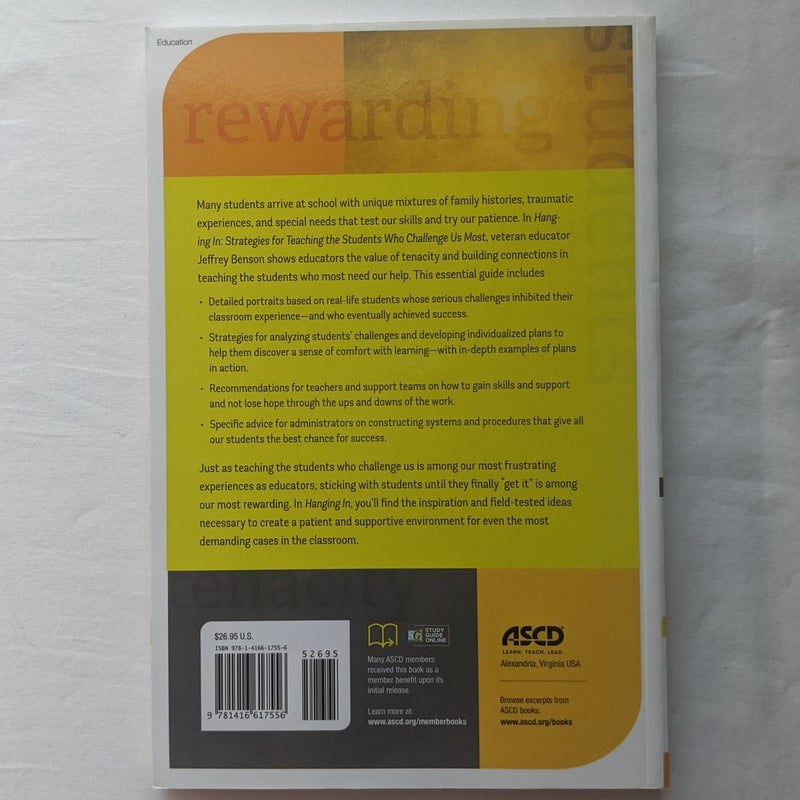 Education
rewarding
students
Many students arrive at school with unique mixtures of family histories, traumatic
experiences, and special needs that test our skills and try our patience. In Hang-
ing In: Strategies for Teaching the Students Who Challenge Us Most, veteran educator
Jeffrey Benson shows educators the value of tenacity and building connections in
teaching the students who most need our help. This essential guide includes
• Detailed portraits based on real-life students whose serious challenges inhibited their
classroom experience—and who eventually achieved success.
• Strategies for analyzing students' challenges and developing individualized plans to
help them discover a sense of comfort with learning—with in-depth examples of plans
in action.
• Recommendations for teachers and support teams on how to gain skills and support
and not lose hope through the ups and downs of the work.
• Specific advice for administrators on constructing systems and procedures that give all
our students the best chance for success.
Just as teaching the students who challenge us is among our most frustrating
experiences as educators, sticking with students until they finally "get it" is among
our most rewarding. In Hanging In, you'll find the inspiration and field-tested ideas
necessary to create a patient and supportive environment for even the most
demanding cases in the classroom.
tenacity
$26.95 U.S.
ISBN 978-1-4166-1755-6
52695
9 781416 617556
SG STUDY
GUIDE
ONLINE
Many ASCD members
received this book as a
member benefit upon its
initial release.
Learn more at:
www.ascd.org/memberbooks
ASCD®
LEARN. TEACH. LEAD.
Alexandria, Virginia USA
Browse excerpts from
ASCD books:
www.ascd.org/books